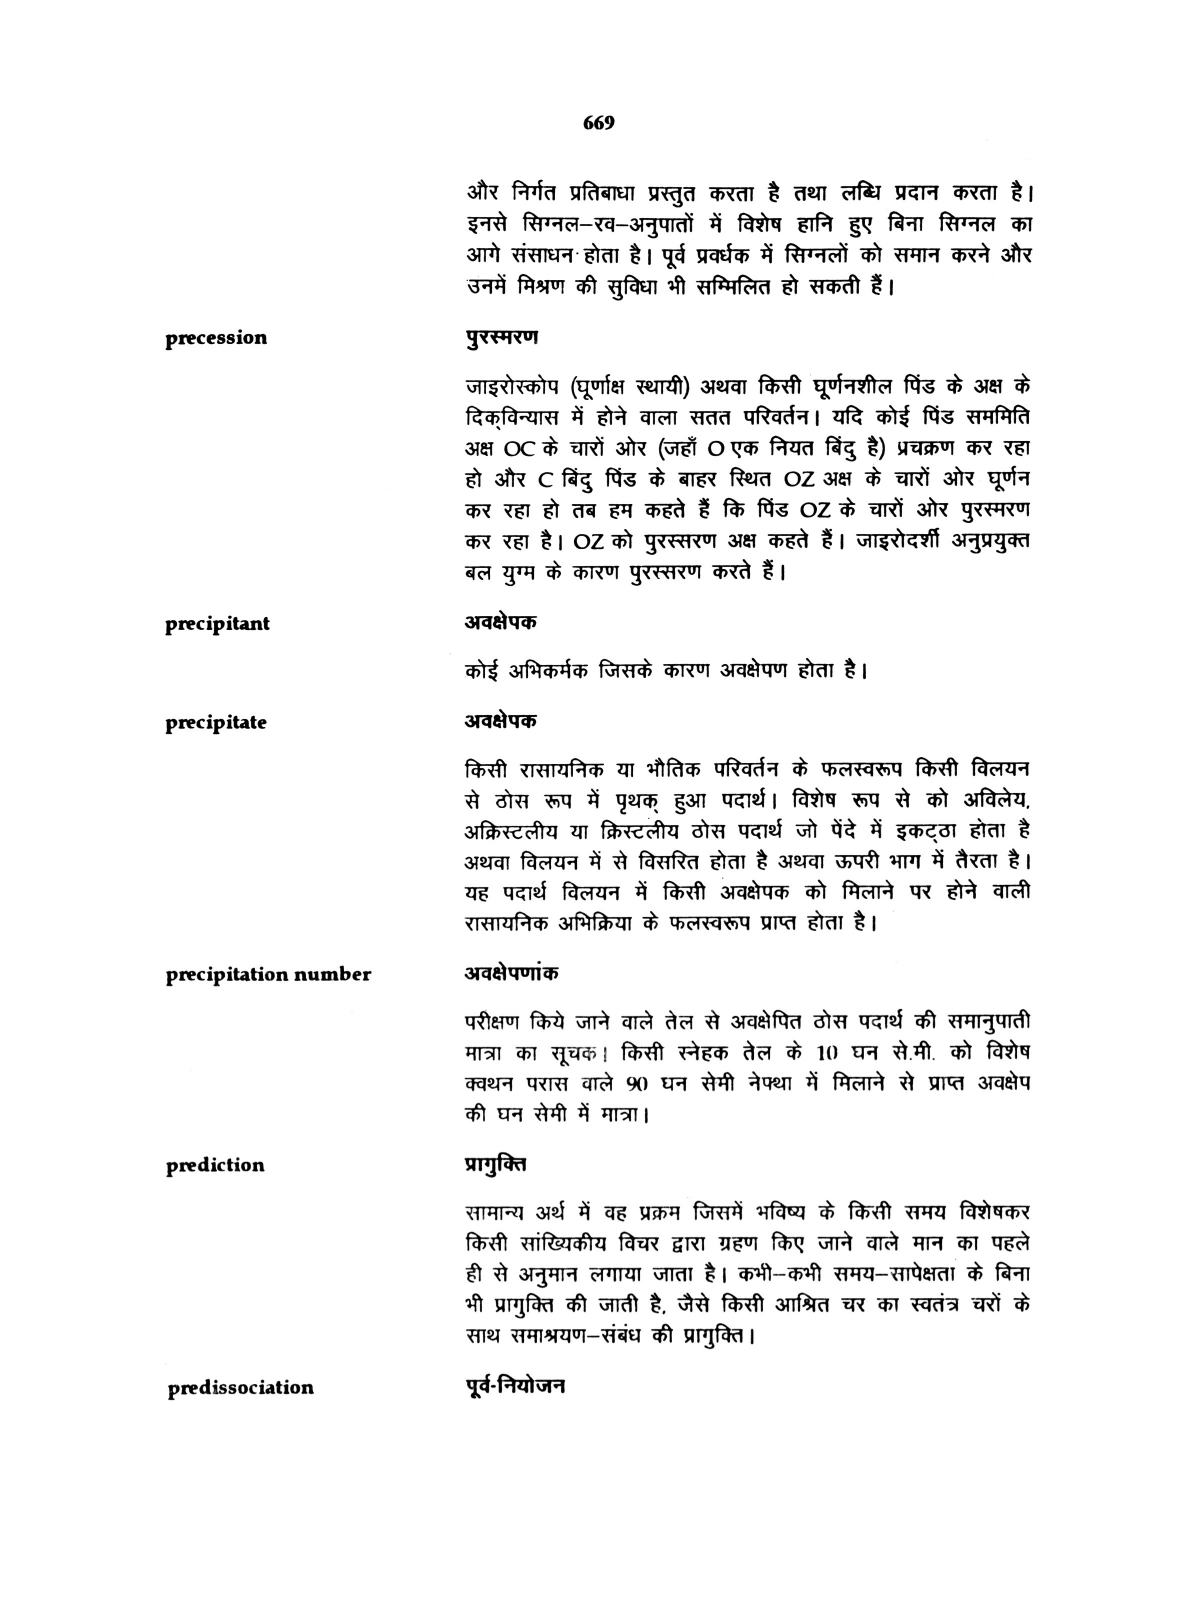 669
और निर्गत प्रतिबाधा प्रस्तुत करता है तथा लब्धि प्रदान करता है।
इनसे सिग्नल–रव–अनुपातों में विशेष हानि हुए बिना सिग्नल का
आगे संसाधन होता है। पूर्व प्रवर्धक में सिग्नलों को समान करने और
उनमें मिश्रण की सुविधा भी सम्मिलित हो सकती हैं।
precession पुरस्मरण
जाइरोस्कोप (घूर्णाक्ष स्थायी) अथवा किसी घूर्णनशील पिंड के अक्ष के
दिक्‌विन्यास में होने वाला सतत परिवर्तन। यदि कोई पिंड सममिति
अक्ष OC के चारों ओर (जहाँ O एक नियत बिंदु है) प्रचक्रण कर रहा
हो और C बिंदु पिंड के बाहर स्थित OZ अक्ष के चारों ओर घूर्णन
कर रहा हो तब हम कहते हैं कि पिंड OZ के चारों ओर पुरस्मरण
कर रहा है। OZ को पुरस्सरण अक्ष कहते हैं। जाइरोदर्शी अनुप्रयुक्त
बल युग्म के कारण पुरस्सरण करते हैं।
precipitant अवक्षेपक
कोई अभिकर्मक जिसके कारण अवक्षेपण होता है।
precipitate अवक्षेपक
किसी रासायनिक या भौतिक परिवर्तन के फलस्वरूप किसी विलयन
से ठोस रूप में पृथक् हुआ पदार्थ। विशेष रूप से को अविलेय,
अक्रिस्टलीय या क्रिस्टलीय ठोस पदार्थ जो पेंदे में इकट्‌ठा होता है
अथवा विलयन में से विसरित होता है अथवा ऊपरी भाग में तैरता है।
यह पदार्थ विलयन में किसी अवक्षेपक को मिलाने पर होने वाली
रासायनिक अभिक्रिया के फलस्वरूप प्राप्त होता है।
precipitation number अवक्षेपणांक
परीक्षण किये जाने वाले तेल से अवक्षेपित ठोस पदार्थ की समानुपाती
मात्रा का सूचक। किसी स्नेहक तेल के 10 घन से.मी. को विशेष
क्वथन परास वाले 90 घन सेमी नेफ्था में मिलाने से प्राप्त अवक्षेप
की घन सेमी में मात्रा।
prediction प्रागुक्ति
सामान्य अर्थ में वह प्रक्रम जिसमें भविष्य के किसी समय विशेषकर
किसी सांख्यिकीय विचर द्वारा ग्रहण किए जाने वाले मान का पहले
ही से अनुमान लगाया जाता है। कभी–कभी समय–सापेक्षता के बिना
भी प्रागुक्ति की जाती है, जैसे किसी आश्रित चर का स्वतंत्र चरों के
साथ समाश्रयण–संबंध की प्रागुक्ति।
predissociation पूर्व-नियोजन